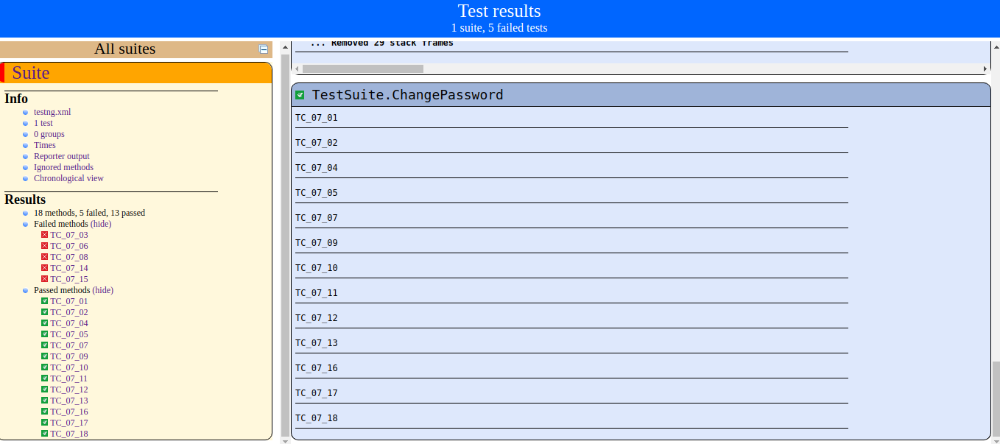 Test results
1 suite, 5 failed tests
All suites
Suite
Info
testng.xml
1 test
0 groups
Times
Reporter output
Ignored methods
Chronological view
Results
18 methods, 5 failed, 13 passed
Failed methods (hide)
TC_07_03
TC_07_06
TC_07_08
TC_07_14
TC_07_15
Passed methods (hide)
TC_07_01
TC_07_02
TC_07_04
TC_07_05
TC_07_07
TC_07_09
TC_07_10
TC_07_11
TC_07_12
TC_07_13
TC_07_16
TC_07_17
TC_07_18
... Removed 29 stack frames
TestSuite.ChangePassword
TC_07_01
TC_07_02
TC_07_04
TC_07_05
TC_07_07
TC_07_09
TC_07_10
TC_07_11
TC_07_12
TC_07_13
TC_07_16
TC_07_17
TC_07_18